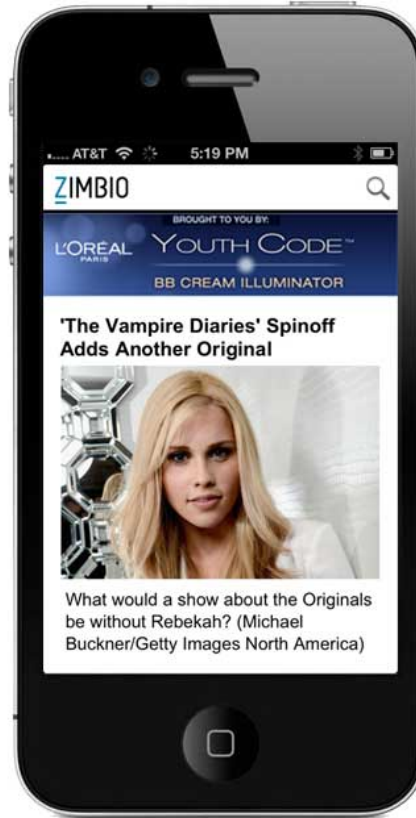 AT&T 5:19 PM
ZIMBIO
BROUGHT TO YOU BY:
L'ORÉAL
PARIS
YOUTH CODE™
BB CREAM ILLUMINATOR
'The Vampire Diaries' Spinoff
Adds Another Original
What would a show about the Originals
be without Rebekah? (Michael
Buckner/Getty Images North America)